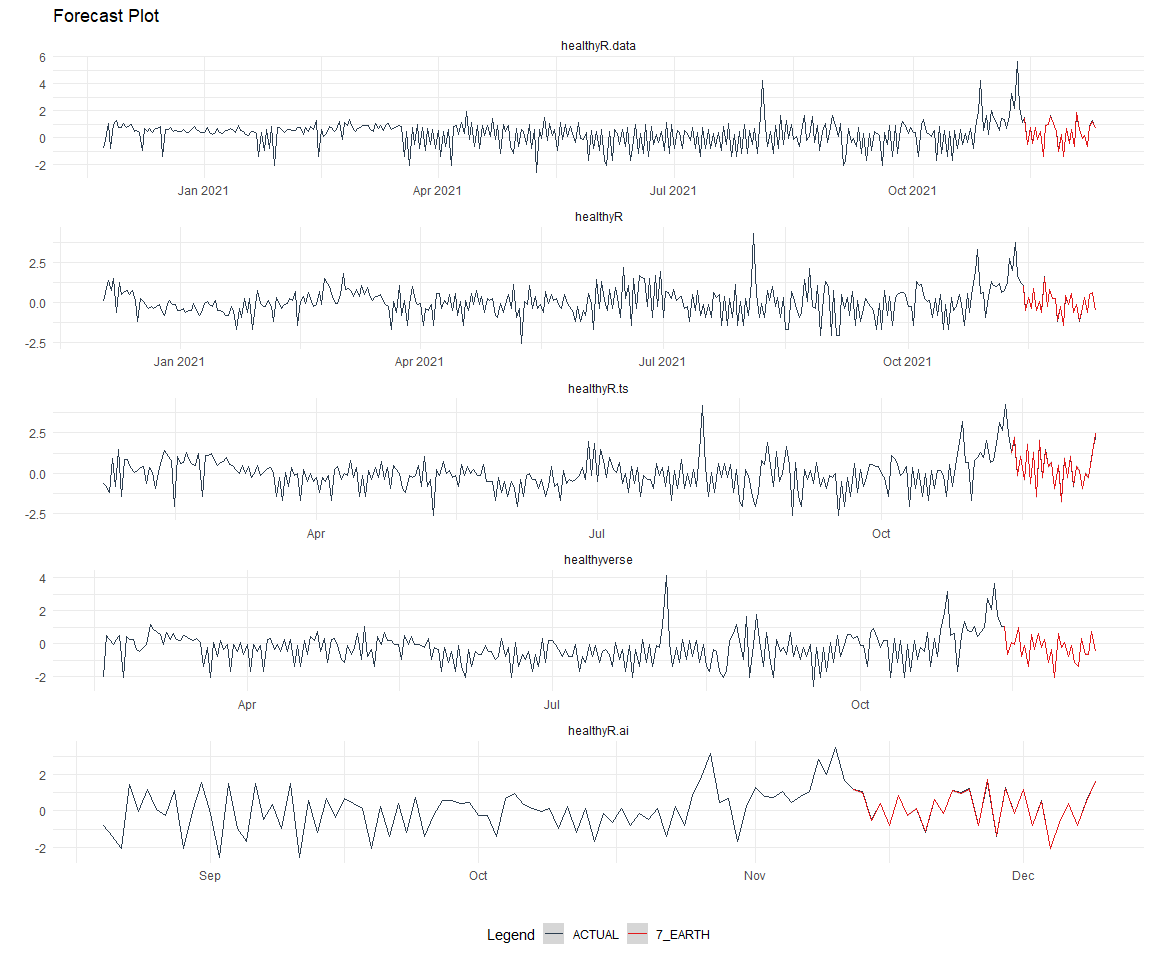 Forecast Plot
healthyR.data
6
4
2
0
-2
Jan 2021 Apr 2021 Jul 2021 Oct 2021
healthyR
2.5
0.0
-2.5
Jan 2021 Apr 2021 Jul 2021 Oct 2021
healthyR.ts
2.5
0.0
-2.5
Apr Jul Oct
healthyverse
4
2
0
-2
Apr Jul Oct
healthyR.ai
2
0
-2
Sep Oct Nov Dec
Legend ACTUAL 7_EARTH